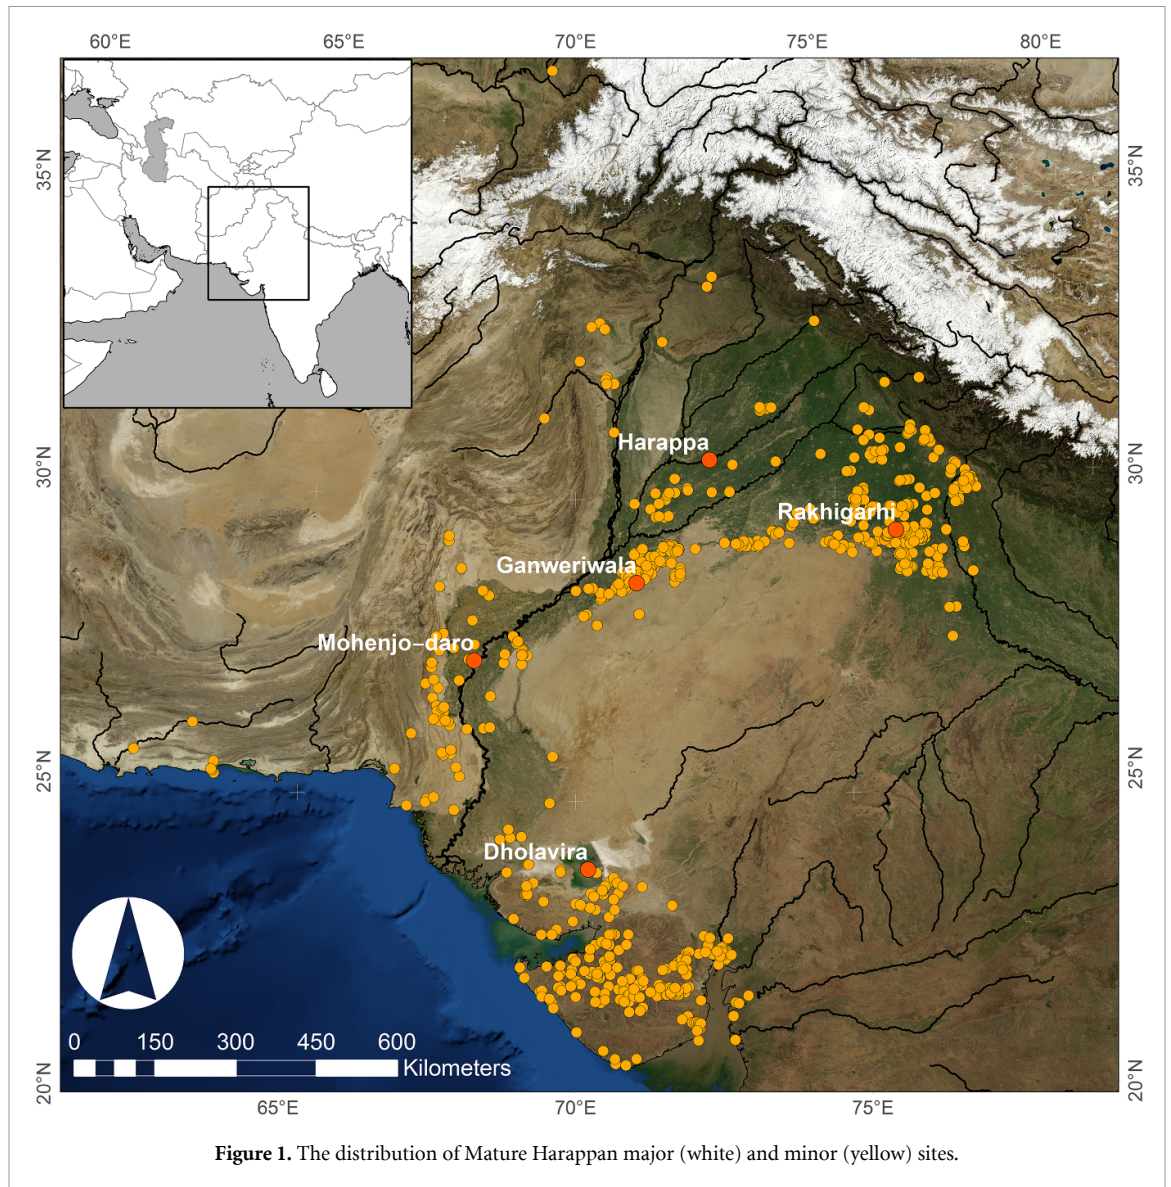 60°E 65°E 70°E 75°E 80°E
35°N 35°N
Harappa
30°N 30°N
Rakhigarhi
Ganweriwala
Mohenjo–daro
25°N 25°N
Dholavira
0 150 300 450 600
Kilometers
20°N 20°N
65°E 70°E 75°E
Figure 1. The distribution of Mature Harappan major (white) and minor (yellow) sites.